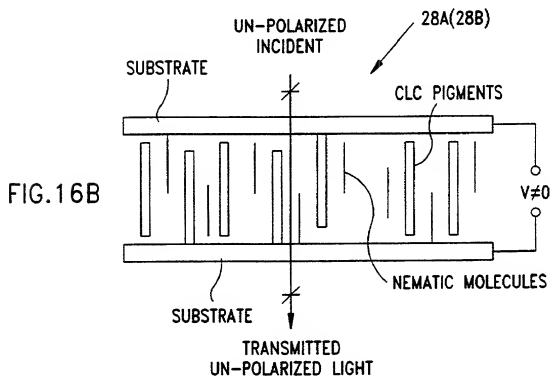 UN-POLARIZED
INCIDENT
28A(28B)
SUBSTRATE
CLC PIGMENTS
FIG.16B
V≠0
NEMATIC MOLECULES
SUBSTRATE
TRANSMITTED
UN-POLARIZED LIGHT